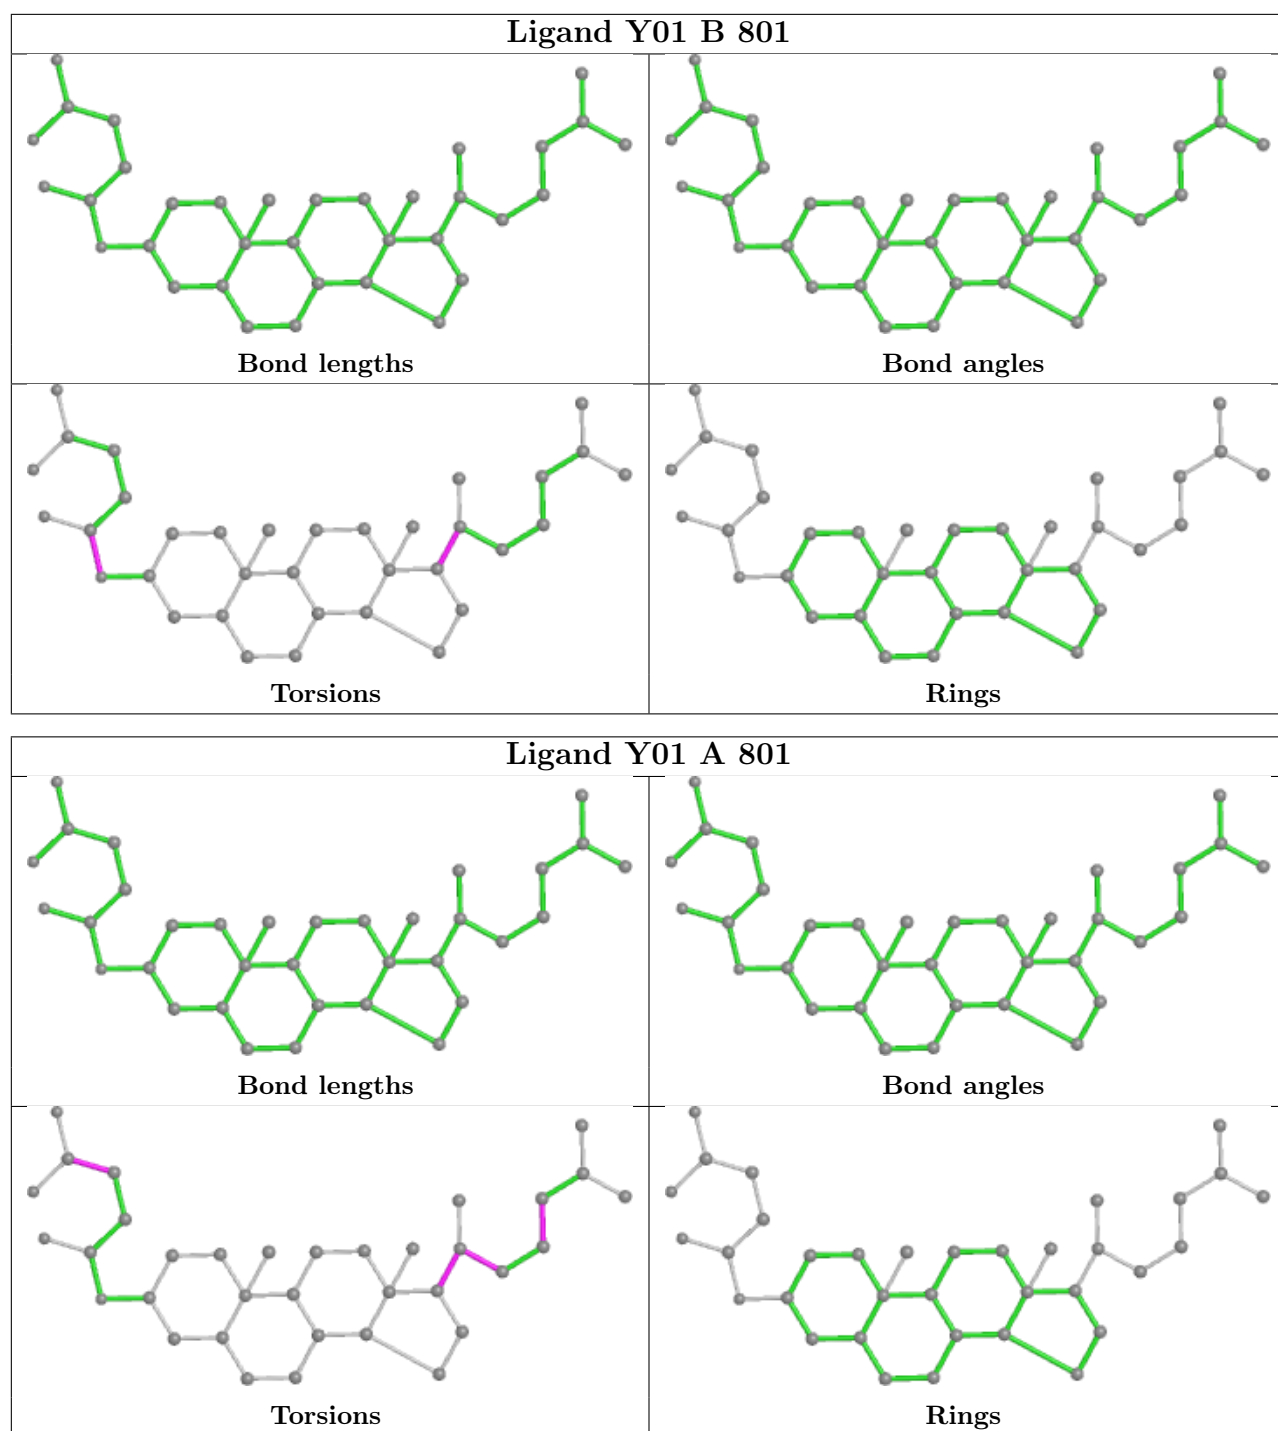 Ligand Y01 B 801
Bond lengths
Bond angles
Torsions
Rings
Ligand Y01 A 801
Bond lengths
Bond angles
Torsions
Rings